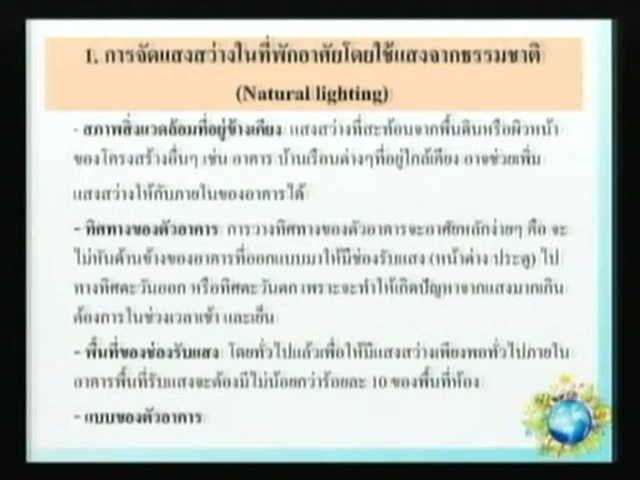 1. การจัดแสงสว่างในที่พักอาศัยโดยใช้แสงจากธรรมชาติ
(Natural lighting)
- สภาพสิ่งแวดล้อมที่อยู่ข้างเคียง แสงสว่างที่สะท้อนจากพื้นดินหรือผิวหน้า
ของโครงสร้างอื่นๆ เช่น อาคาร บ้านเรือนต่างๆที่อยู่ใกล้เคียง อาจช่วยเพิ่ม
แสงสว่างให้กับภายในของอาคารได้
- ทิศทางของตัวอาคาร การวางทิศทางของตัวอาคารจะอาศัยหลักง่ายๆ คือ จะ
ไม่หันด้านข้างของอาคารที่ออกแบบมาให้มีช่องรับแสง (หน้าต่าง ประตู) ไป
ทางทิศตะวันออก หรือทิศตะวันตก เพราะจะทำให้เกิดปัญหาจากแสงมากเกิน
ต้องการในช่วงเวลาเช้า และเย็น
- พื้นที่ของช่องรับแสง โดยทั่วไปแล้วเพื่อให้มีแสงสว่างเพียงพอทั่วไปภายใน
อาคารพื้นที่รับแสงจะต้องมีไม่น้อยกว่าร้อยละ 10 ของพื้นที่ห้อง
- แบบของตัวอาคาร